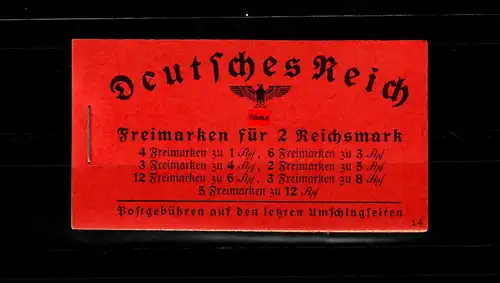 Deutsches Reich
Freimarken für 2 Reichsmark
4 Freimarken zu 1 Rpf, 6 Freimarken zu 3 Rpf
3 Freimarken zu 4 Rpf, 2 Freimarken zu 5 Rpf
12 Freimarken zu 6 Rpf, 3 Freimarken zu 8 Rpf
5 Freimarken zu 12 Rpf
Postgebühren auf den letzten Umschlagseiten
14